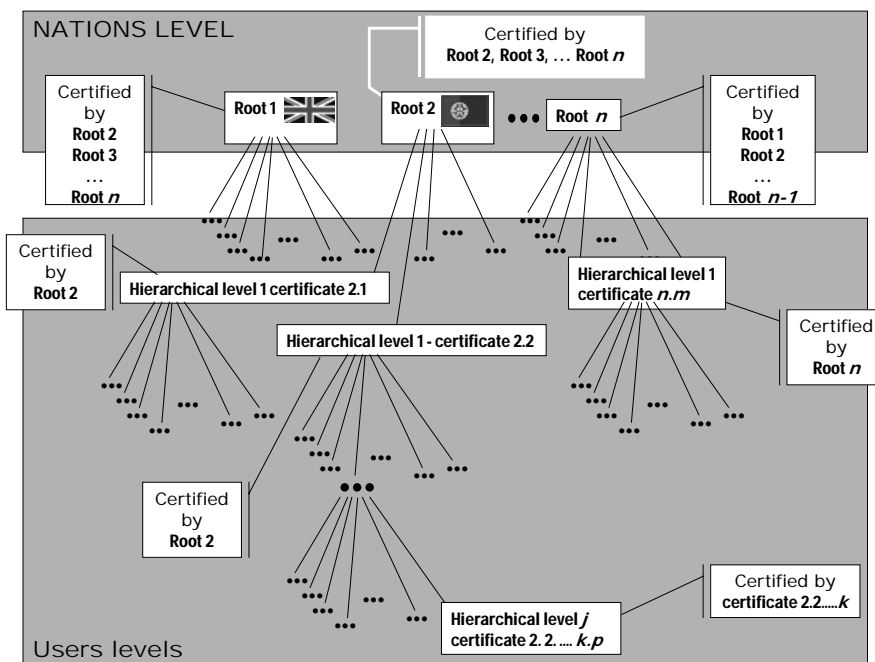 NATIONS LEVEL
Certified by
Root 2, Root 3, ... Root n
Certified
by
Root 2
Root 3
...
Root n
Root 1
Root 2
Root n
Certified
by
Root 1
Root 2
...
Root n-1
Certified
by
Root 2
Hierarchical level 1 certificate 2.1
Hierarchical level 1
certificate n.m
Hierarchical level 1 - certificate 2.2
Certified
by
Root n
Certified
by
Root 2
Certified by
certificate 2.2.....k
Hierarchical level j
certificate 2. 2. .... k.p
Users levels